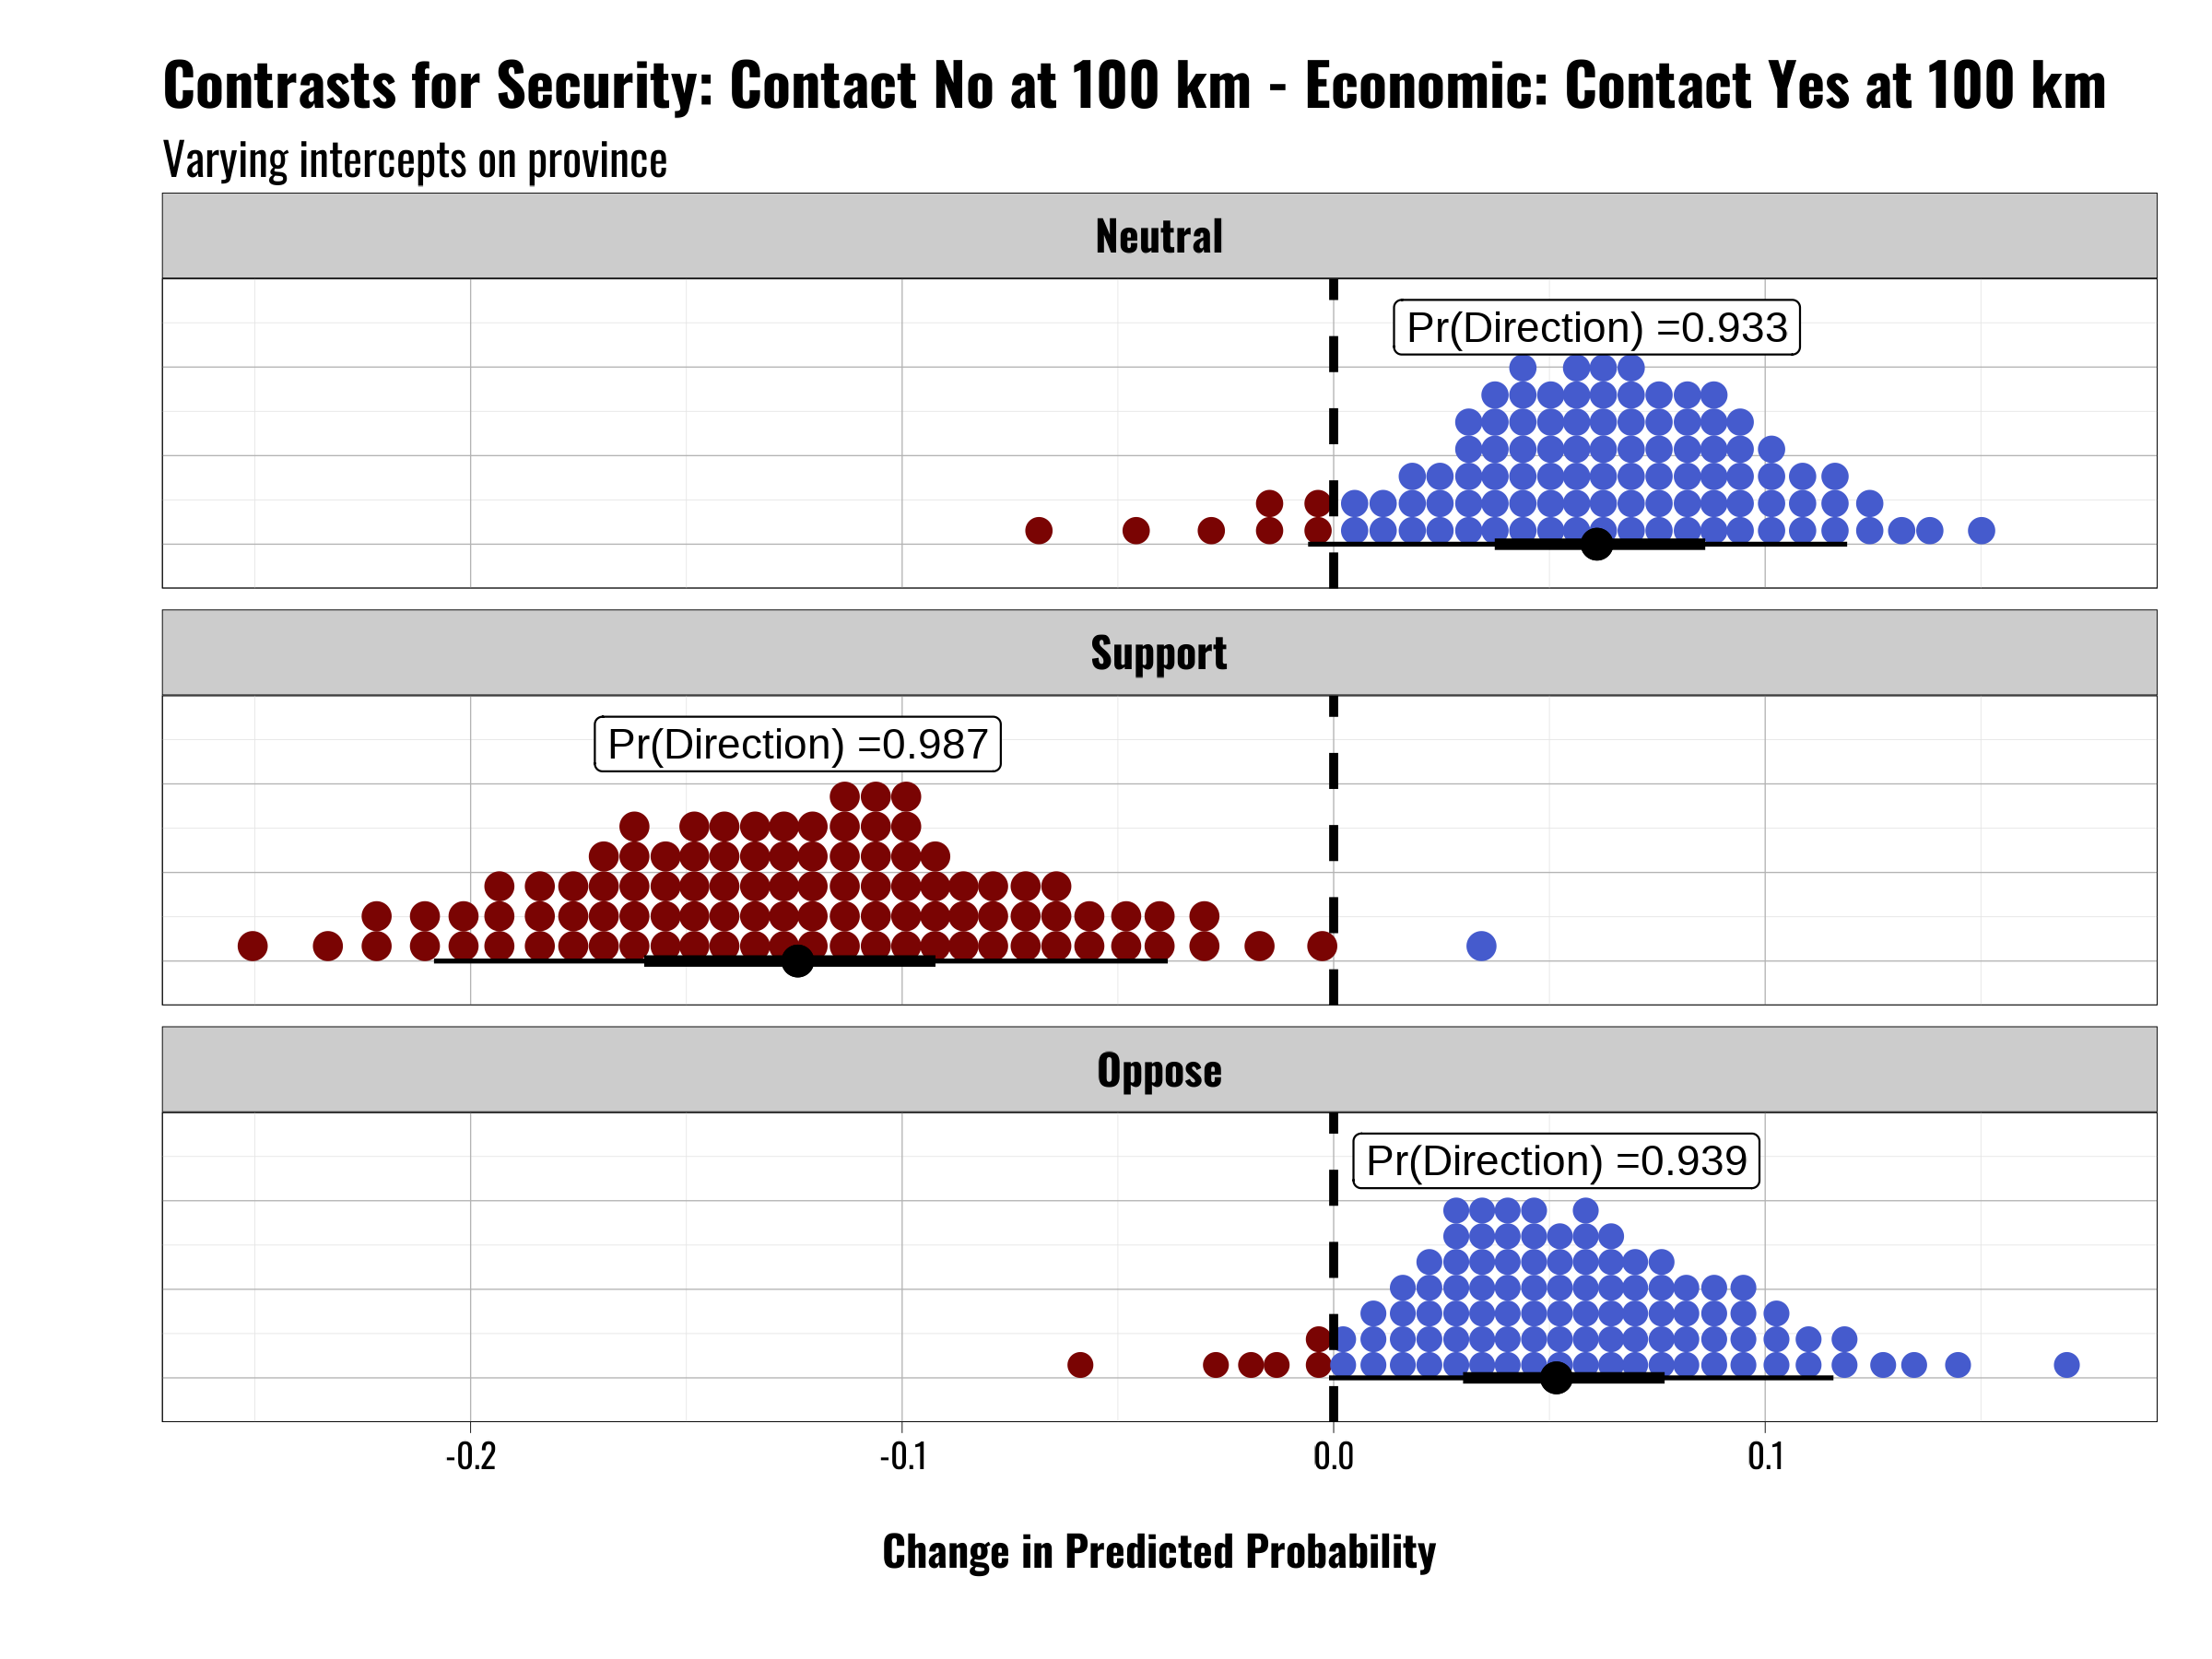 Contrasts for Security: Contact No at 100 km - Economic: Contact Yes at 100 km
Varying intercepts on province
Neutral
Pr(Direction) =0.933
Support
Pr(Direction) =0.987
Oppose
Pr(Direction) =0.939
-0.2 -0.1 0.0 0.1
Change in Predicted Probability